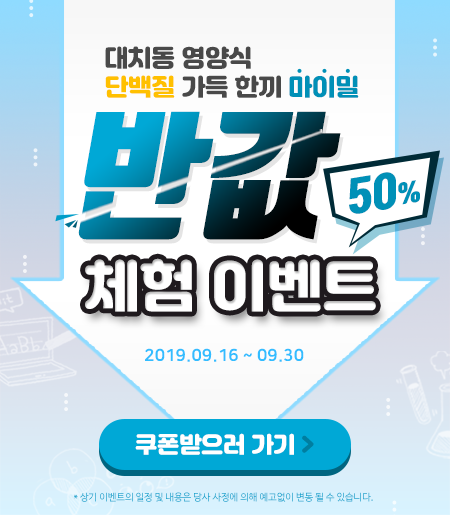 대치동 영양식
단백질 가득 한끼 마이밀
반값
50%
체험 이벤트
2019.09.16 ~ 09.30
쿠폰받으러 가기 >
* 상기 이벤트의 일정 및 내용은 당사 사정에 의해 예고없이 변동 될 수 있습니다.